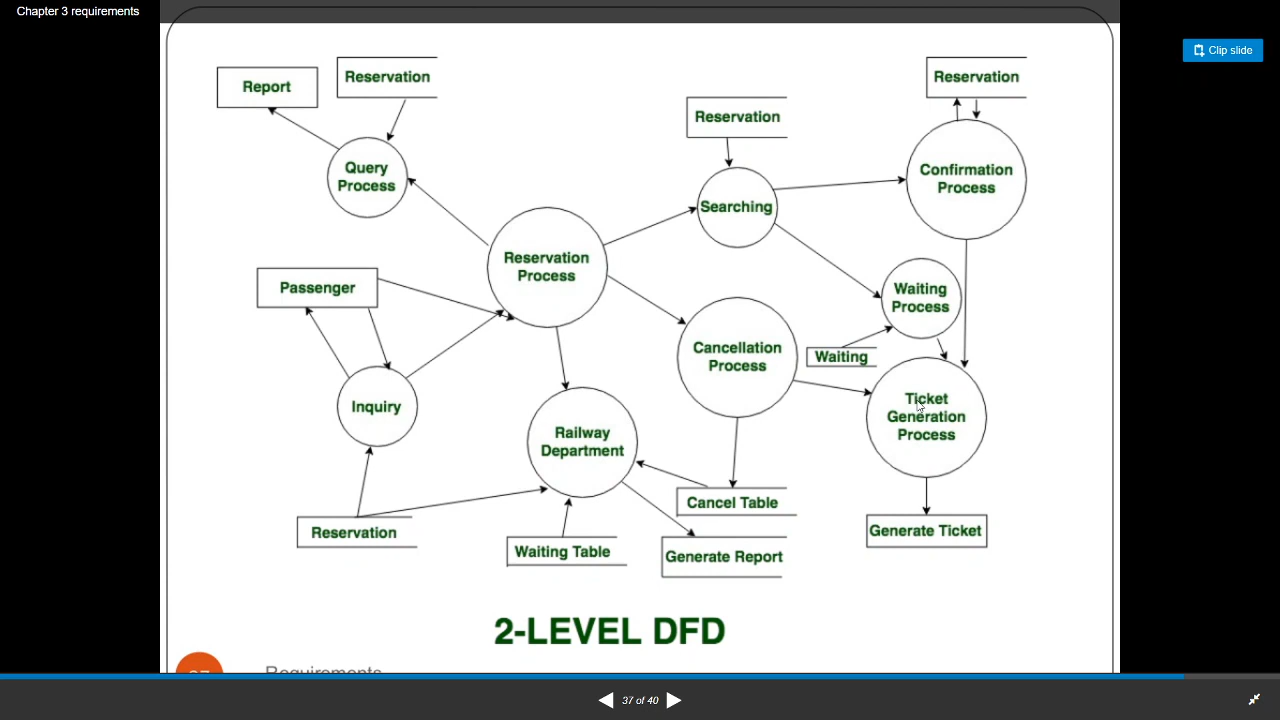 Chapter 3 requirements
Clip slide
Report
Reservation
Reservation
Reservation
Query
Process
Confirmation
Process
Searching
Reservation
Process
Passenger
Waiting
Process
Cancellation
Process
Waiting
Inquiry
Ticket
Generation
Process
Railway
Department
Cancel Table
Reservation
Waiting Table
Generate Report
Generate Ticket
2-LEVEL DFD
37
Requirements
37 of 40